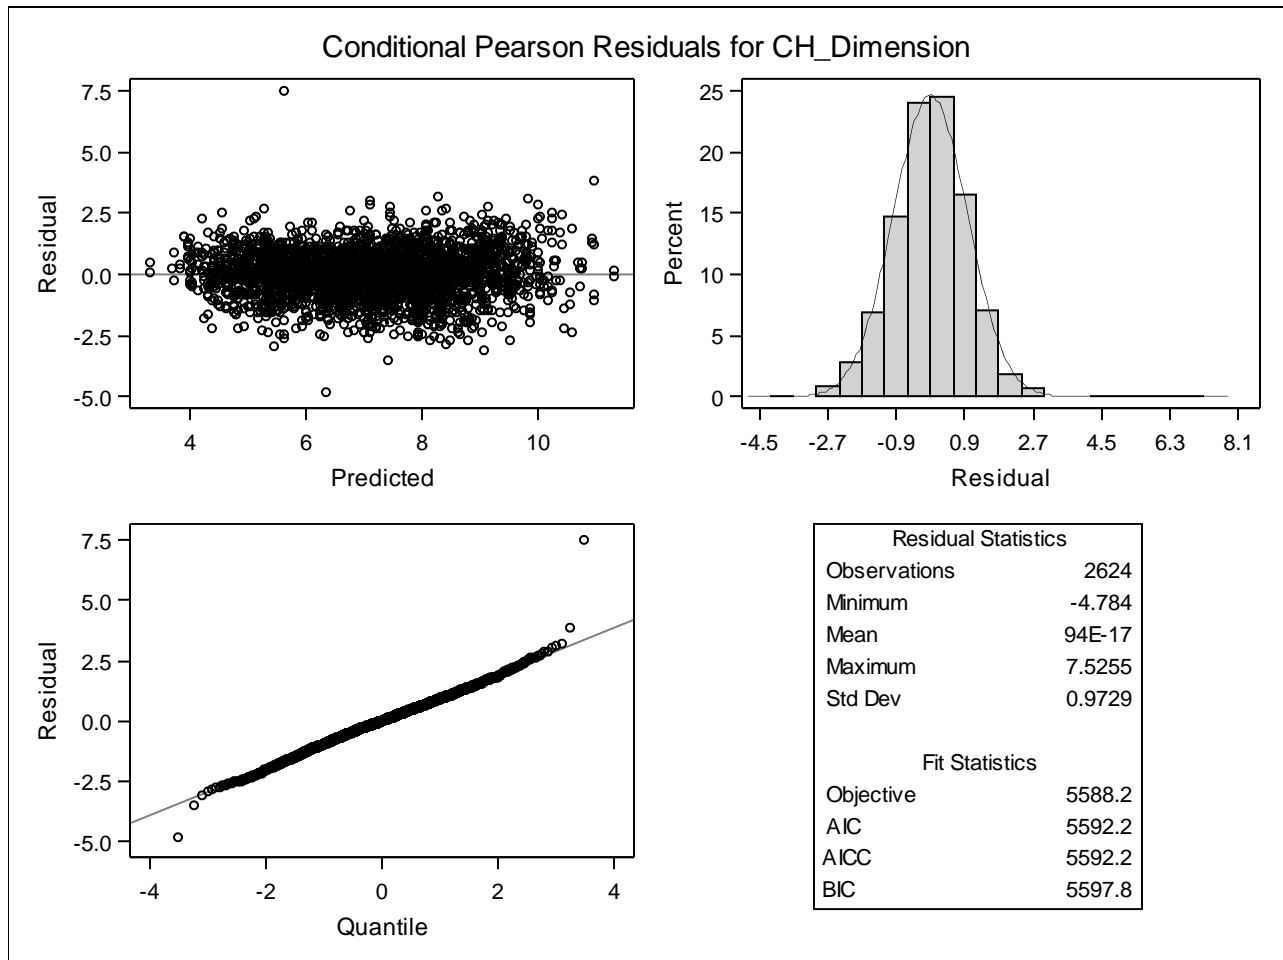 Conditional Pearson Residuals for CH_Dimension
7.5
5.0
2.5
0.0
-2.5
-5.0
Residual
4 6 8 10
Predicted
25
20
15
10
5
0
Percent
-4.5 -2.7 -0.9 0.9 2.7 4.5 6.3 8.1
Residual
7.5
5.0
2.5
0.0
-2.5
-5.0
Residual
-4 -2 0 2 4
Quantile
Residual Statistics
Observations 2624
Minimum -4.784
Mean 94E-17
Maximum 7.5255
Std Dev 0.9729
Fit Statistics
Objective 5588.2
AIC 5592.2
AICC 5592.2
BIC 5597.8